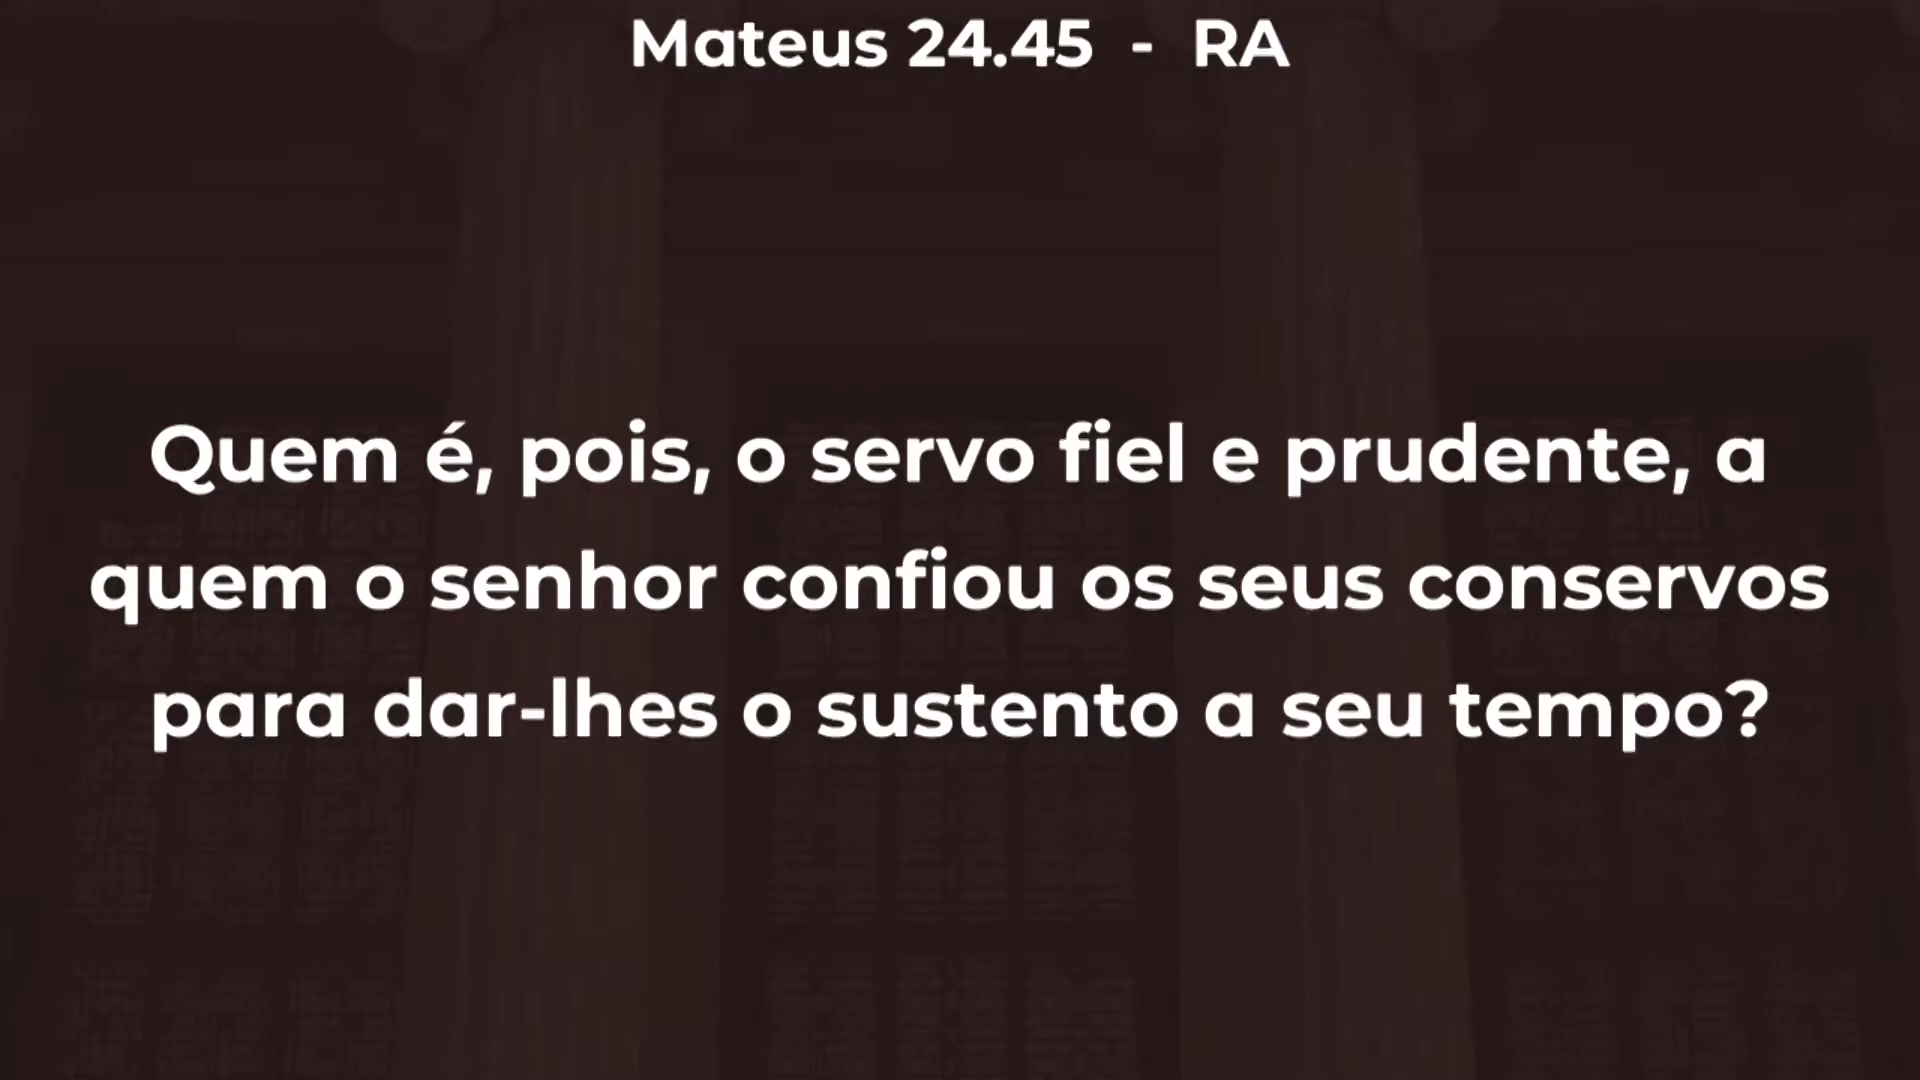 Mateus 24.45 - RA
Quem é, pois, o servo fiel e prudente, a
quem o senhor confiou os seus conservos
para dar-lhes o sustento a seu tempo?